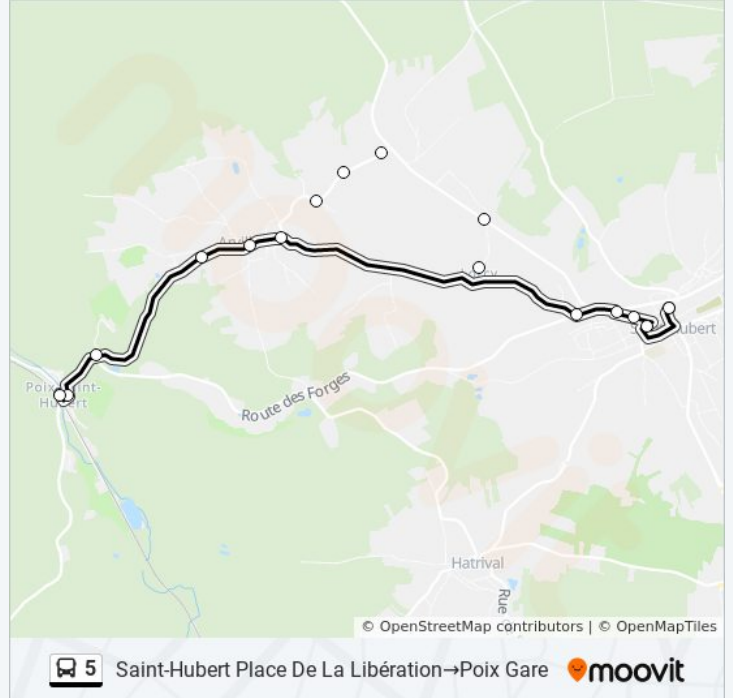 Poix-Saint-
Hubert
Route des Forges
Hatrival
Rue
© OpenStreetMap contributors | © OpenMapTiles
5 Saint-Hubert Place De La Libération→Poix Gare moovit